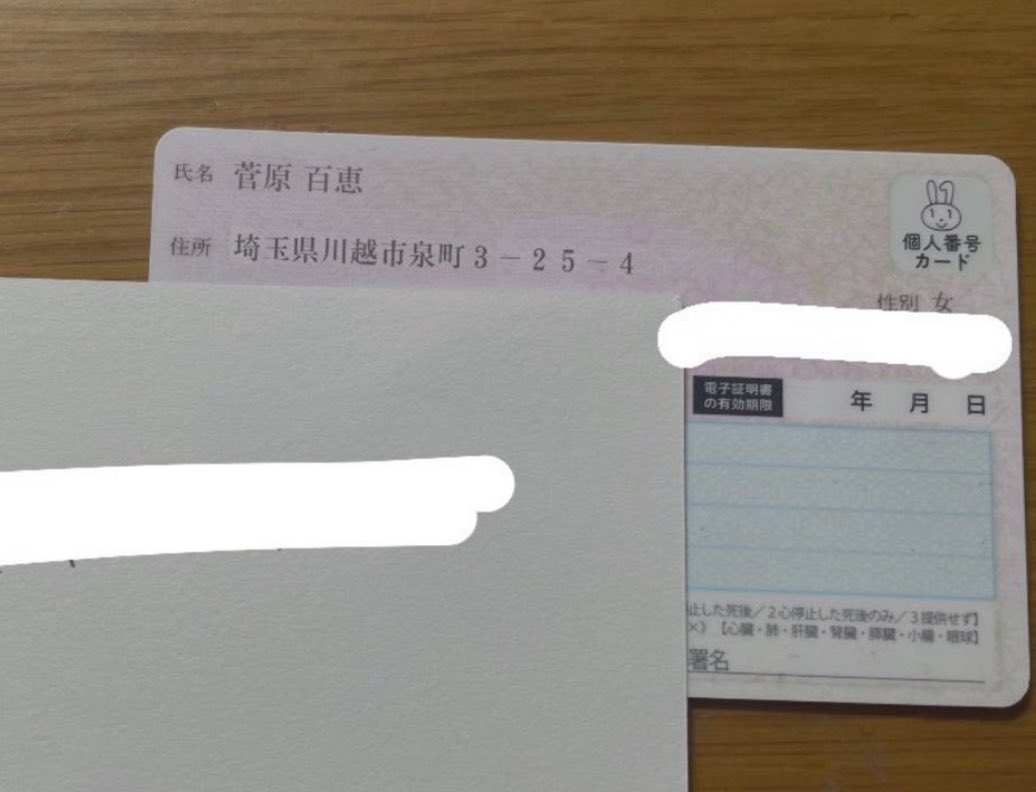 氏名 菅原 百恵
住所 埼玉県川越市泉町3-25-4
個人番号
カード
性別 女
電子証明書
の有効期限
年 月 日
止した死後/2心停止した死後のみ/3提供せず】
×》【心臓・肺・肝臓・腎臓・膵臓・小腸・眼球】
署名